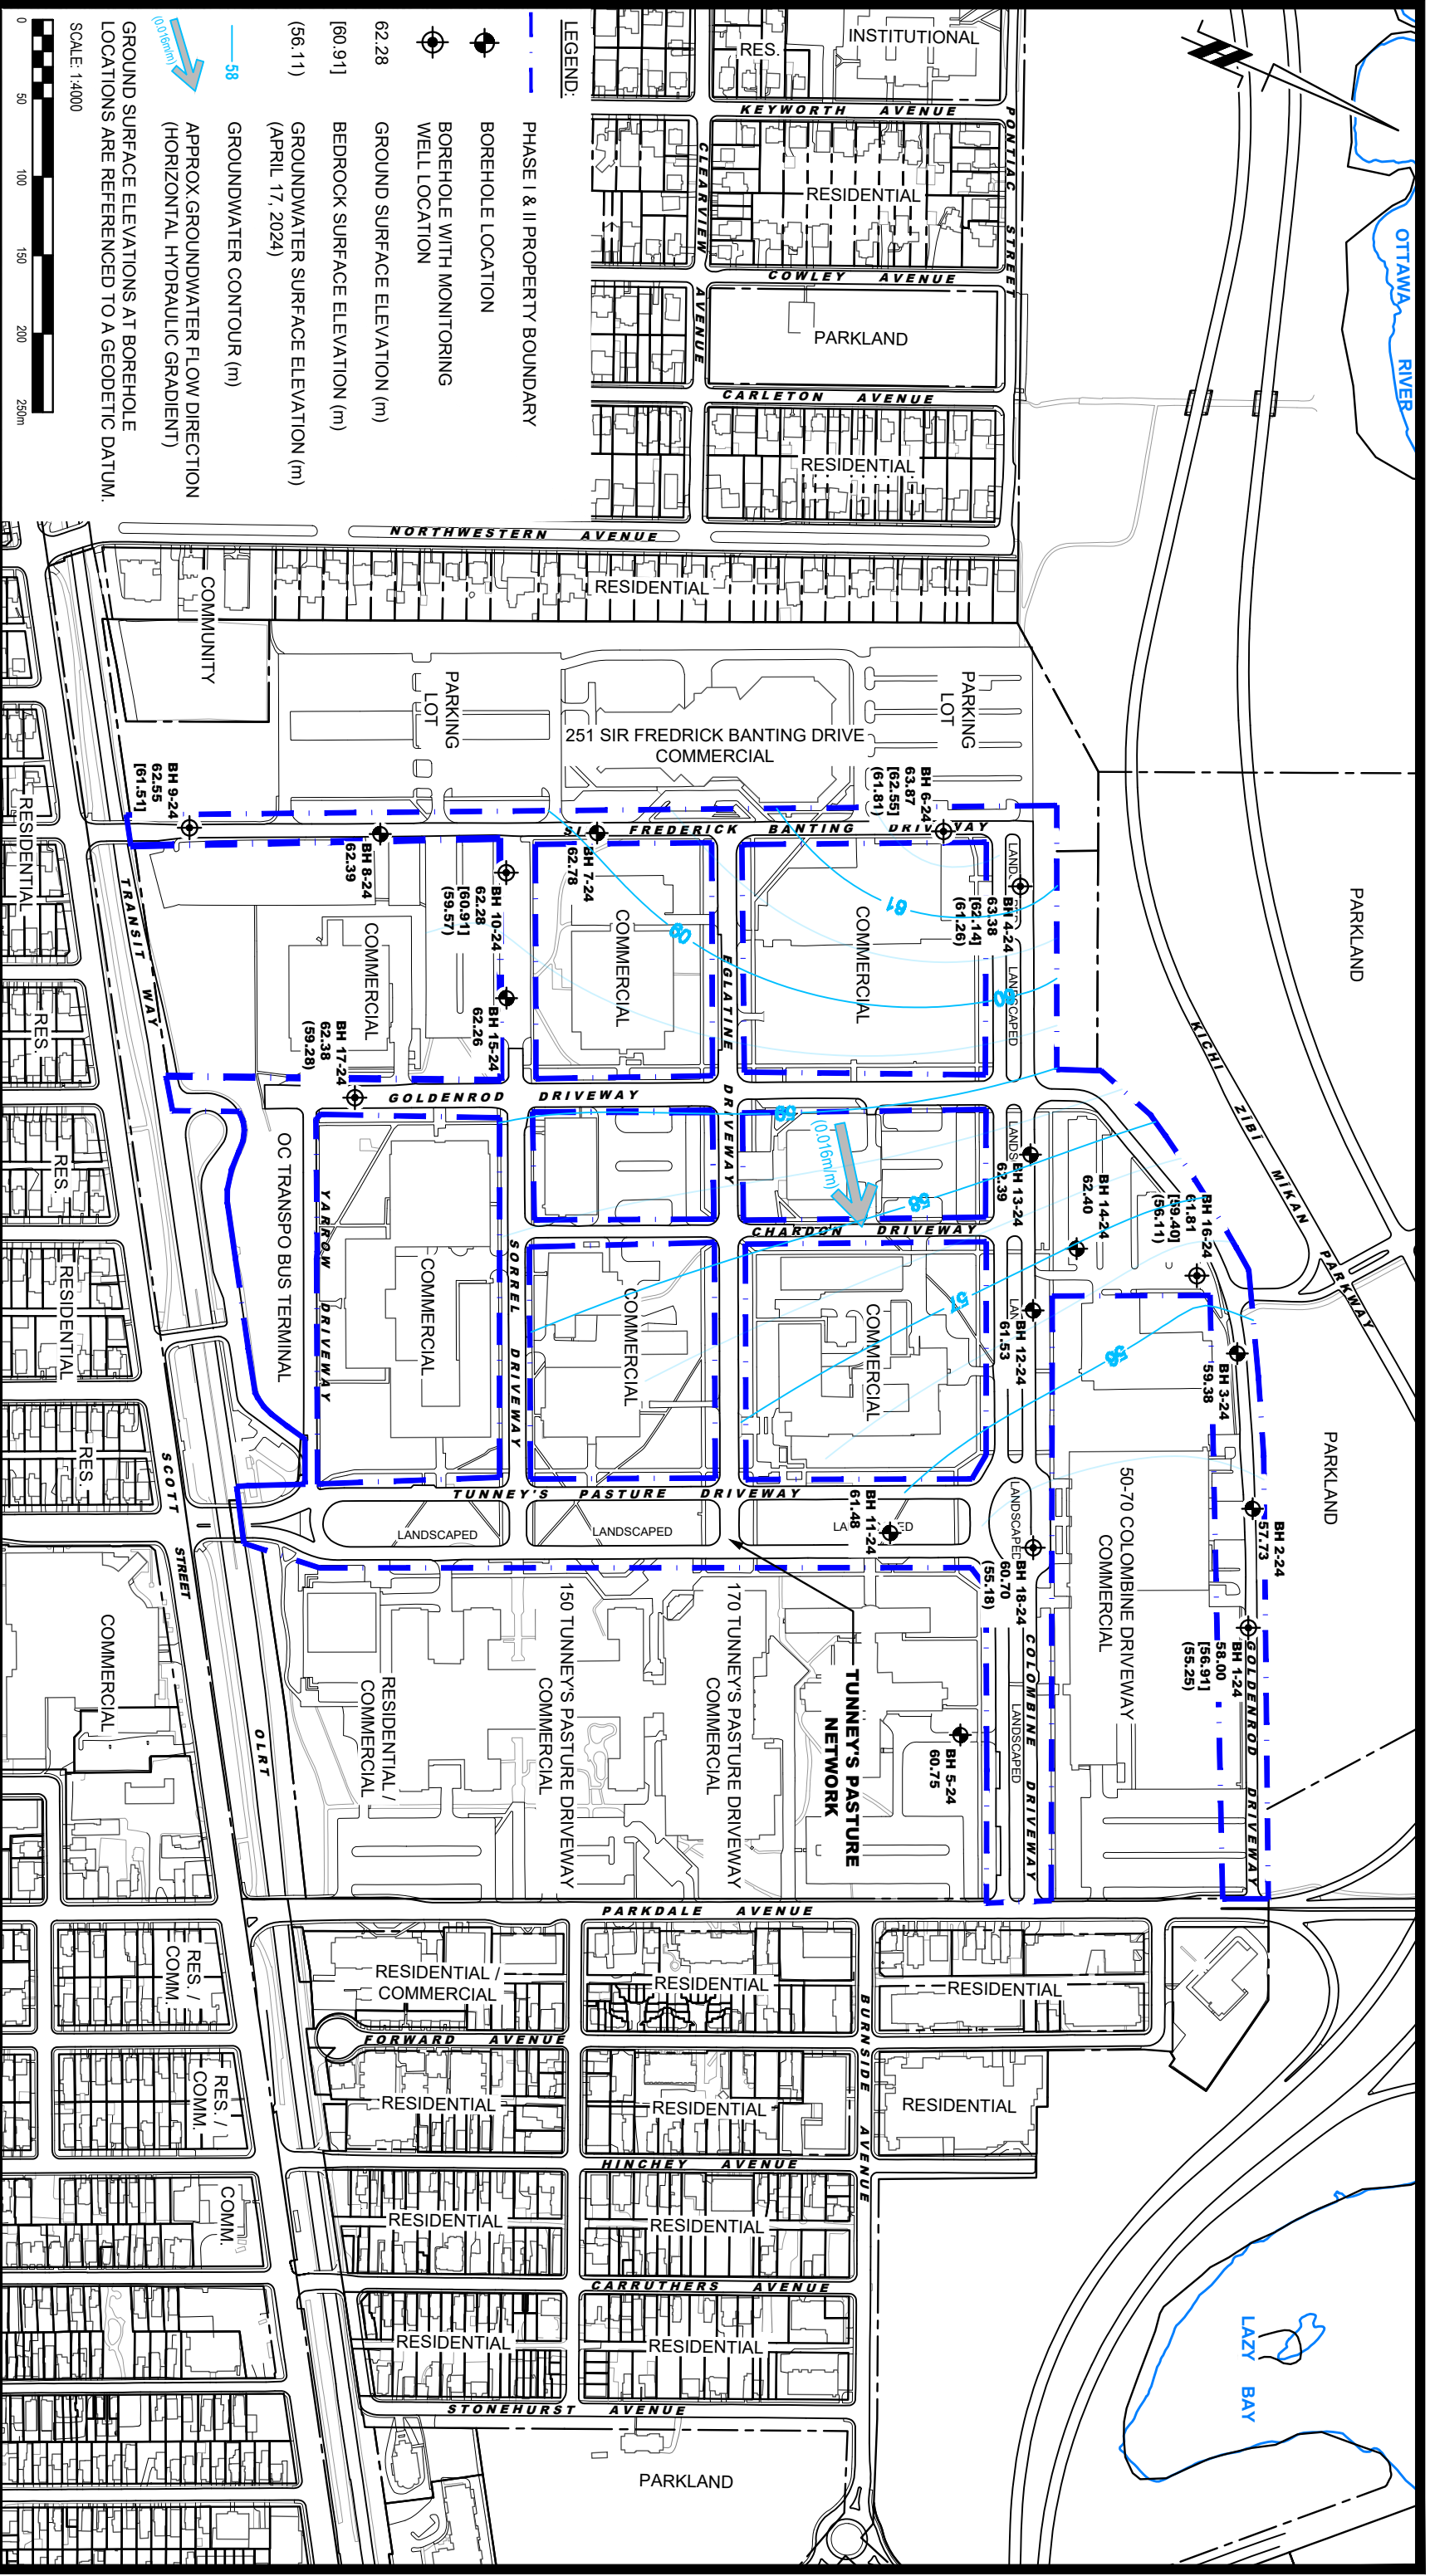 LEGEND:
PHASE I & II PROPERTY BOUNDARY
BOREHOLE LOCATION
BOREHOLE WITH MONITORING
WELL LOCATION
62.28
GROUND SURFACE ELEVATION (m)
[60.91]
BEDROCK SURFACE ELEVATION (m)
(56.11)
GROUNDWATER SURFACE ELEVATION (m)
(APRIL 17, 2024)
58
GROUNDWATER CONTOUR (m)
(0.016m/m)
APPROX.GROUNDWATER FLOW DIRECTION
(HORIZONTAL HYDRAULIC GRADIENT)
GROUND SURFACE ELEVATIONS AT BOREHOLE
LOCATIONS ARE REFERENCED TO A GEODETIC DATUM.
SCALE: 1:4000
0
50
100
150
200
250m
INSTITUTIONAL
RES.
KEYWORTH AVENUE
PONTIAC STREET
CLEARVIEW AVENUE
RESIDENTIAL
COWLEY AVENUE
PARKLAND
CARLETON AVENUE
RESIDENTIAL
NORTHWESTERN AVENUE
RESIDENTIAL
COMMUNITY
OTTAWA RIVER
PARKING
LOT
PARKING
LOT
251 SIR FREDRICK BANTING DRIVE
COMMERCIAL
PARKLAND
KICHI ZĪBĪ MĪKAN
PARKWAY
PARKLAND
BH 9-24
62.55
[61.51]
BH 6-24
63.87
[62.55]
(61.81)
FREDERICK BANTING
BH 8-24
62.39
BH 7-24
62.78
BH 4-24
63.38
[62.14]
(61.26)
BH 10-24
62.28
[60.91]
(59.57)
BH 15-24
62.26
BH 17-24
62.38
(59.28)
COMMERCIAL
COMMERCIAL
COMMERCIAL
LANDSCAPED
61
60
60
59
58
57
56
EGLATINE DRIVEWAY
GOLDENROD DRIVEWAY
(0.016m/m)
CHARDON DRIVEWAY
BH 13-24
62.39
BH 14-24
62.40
BH 16-24
61.81
[59.40]
(56.11)
BH 12-24
61.53
BH 3-24
59.38
BH 2-24
57.73
BH 1-24
58.00
[56.91]
(55.25)
BH 11-24
61.48
BH 18-24
60.70
(55.18)
BH 5-24
60.75
COMMERCIAL
COMMERCIAL
COMMERCIAL
YARROW DRIVEWAY
SORREL DRIVEWAY
OC TRANSPO BUS TERMINAL
TUNNEY'S PASTURE DRIVEWAY
LANDSCAPED
LANDSCAPED
LANDSCAPED
LANDSCAPED
50-70 COLOMBINE DRIVEWAY
COMMERCIAL
COLOMBINE DRIVEWAY
GOLDENROD DRIVEWAY
TUNNEY'S PASTURE
NETWORK
170 TUNNEY'S PASTURE DRIVEWAY
COMMERCIAL
150 TUNNEY'S PASTURE DRIVEWAY
COMMERCIAL
RESIDENTIAL /
COMMERCIAL
TRANSIT WAY
SCOTT STREET
OLRT
RESIDENTIAL
RES.
RES.
RESIDENTIAL
RES.
COMMERCIAL
PARKDALE AVENUE
RES. /
COMM.
RES. /
COMM.
COMM.
RESIDENTIAL /
COMMERCIAL
RESIDENTIAL
RESIDENTIAL
FORWARD AVENUE
BURNSIDE AVENUE
RESIDENTIAL
RESIDENTIAL
RESIDENTIAL
HINCHEY AVENUE
RESIDENTIAL
RESIDENTIAL
CARRUTHERS AVENUE
RESIDENTIAL
RESIDENTIAL
STONEHURST AVENUE
PARKLAND
LAZY BAY